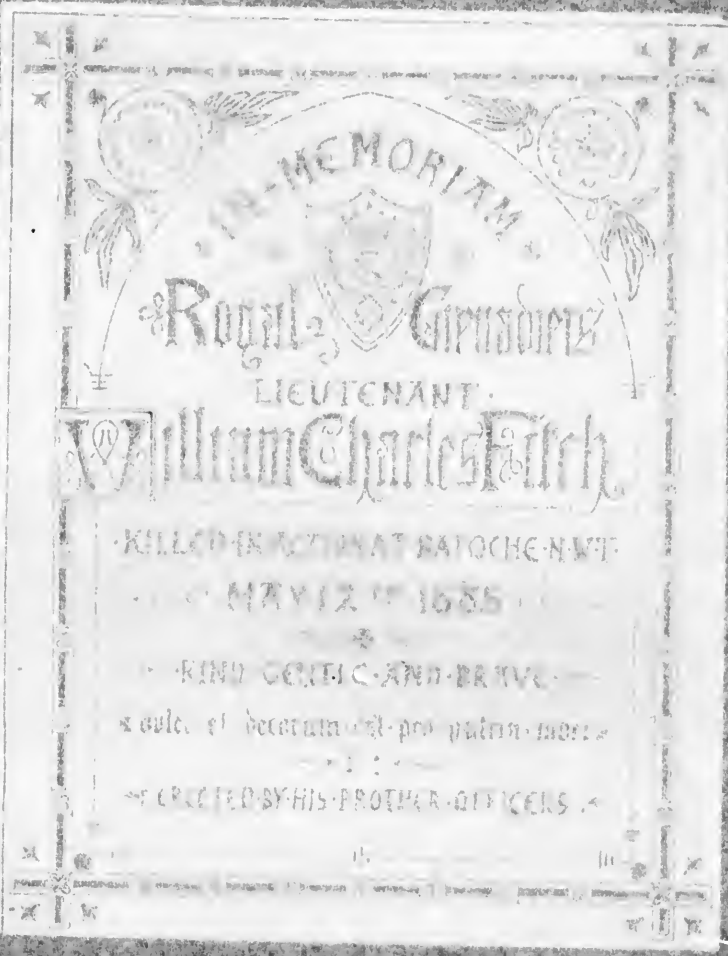 IN-MEMORIAM
Royal Grenadiers
LIEUTENANT
William Charles Fitch
·KILLED·IN·ACTION·AT·BATOCHE·N·W·T·
MAY 12TH 1885
·KIND·GENTLE·AND·BRAVE·
dulce et decorum est pro patria mori
ERECTED·BY·HIS·BROTHER·OFFICERS